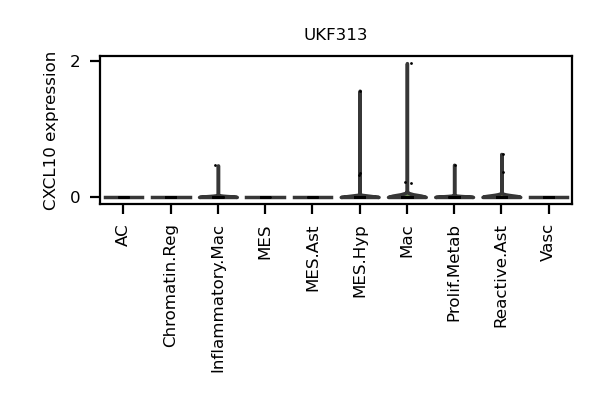 UKF313
CXCL10 expression
2
0
AC
Chromatin.Reg
Inflammatory.Mac
MES
MES.Ast
MES.Hyp
Mac
Prolif.Metab
Reactive.Ast
Vasc